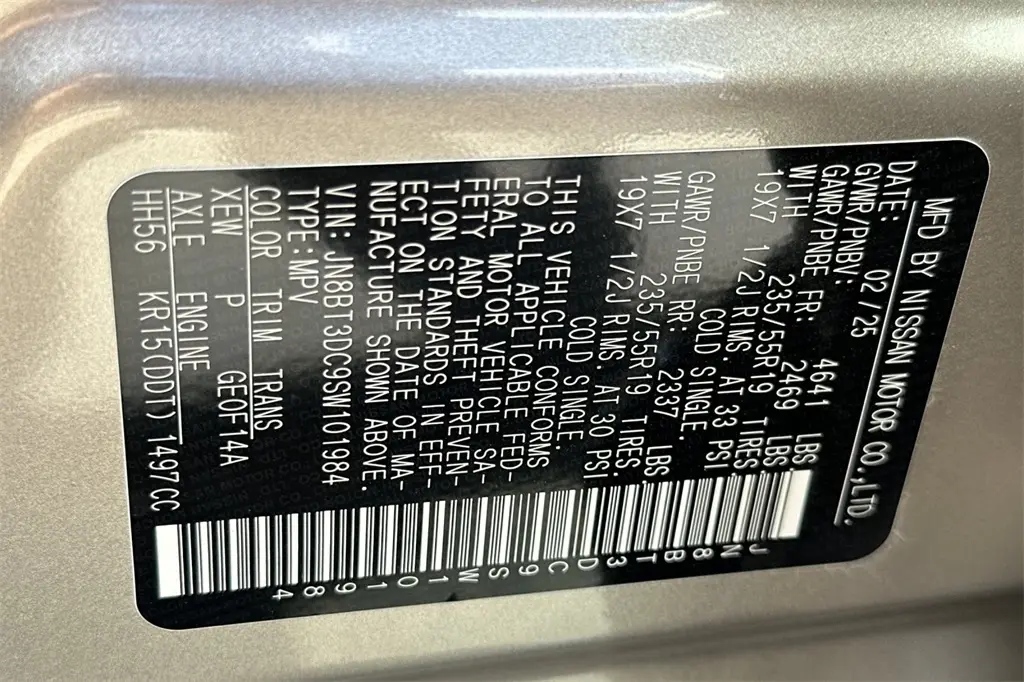 MFD BY NISSAN MOTOR CO.,LTD.
DATE: 02/25
GVWR/PNBV: 4641 LBS
GAWR/PNBE FR: 2469 LBS
WITH 235/55R19 TIRES.
19X7 1/2J RIMS. AT 33 PSI
COLD SINGLE.
GAWR/PNBE RR: 2337 LBS
WITH 235/55R19 TIRES
19X7 1/2J RIMS. AT 30 PSI
COLD SINGLE
THIS VEHICLE CONFORMS
TO ALL APPLICABLE FED-
ERAL MOTOR VEHICLE SA-
FETY AND THEFT PREVEN-
TION STANDARDS IN EFF-
ECT ON THE DATE OF MA-
NUFACTURE SHOWN ABOVE.
VIN: JN8BT3DC9SW101984
TYPE:MPV
COLOR TRIM TRANS
XEW P GE0F14A
AXLE ENGINE
HH56 KR15(DDT) 1497CC
JN8BT3DC9SW101984